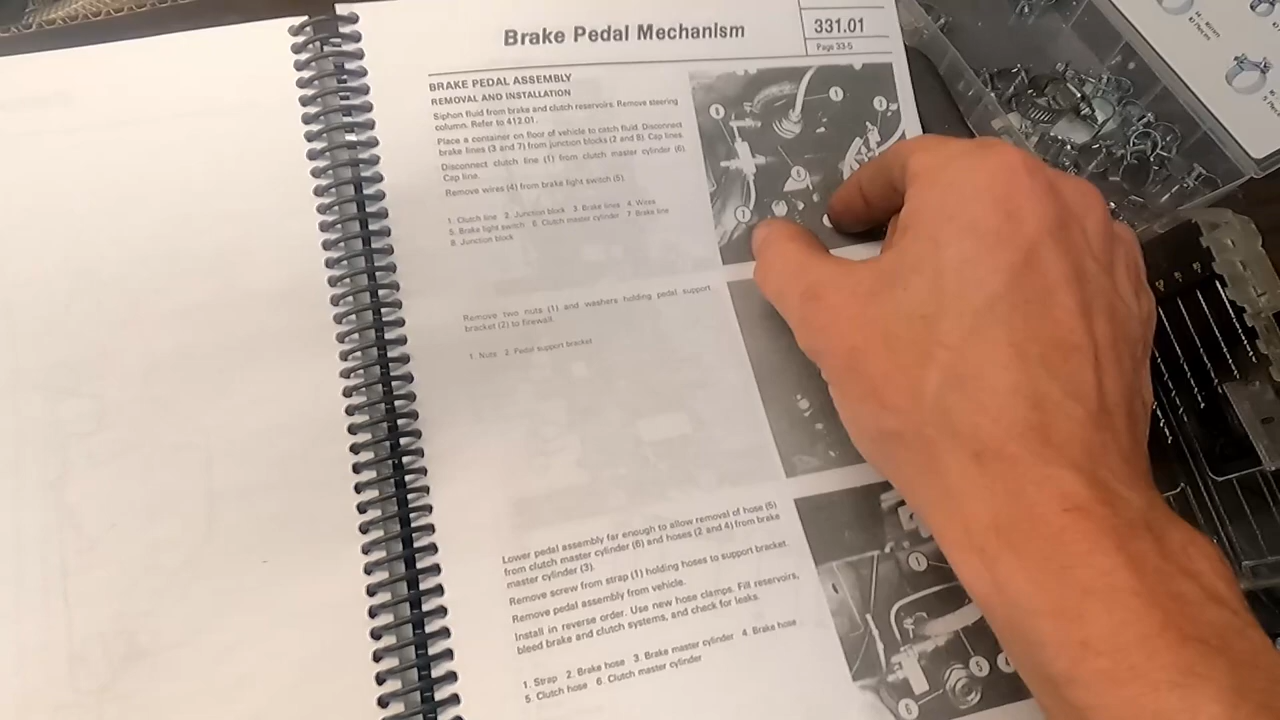 Brake Pedal Mechanism
331.01
Page 33-5
BRAKE PEDAL ASSEMBLY
REMOVAL AND INSTALLATION
Siphon fluid from brake and clutch reservoirs. Remove steering
column. Refer to 412.01.
Place a container on floor of vehicle to catch fluid. Disconnect
brake lines (3 and 7) from junction blocks (2 and 8). Cap lines.
Disconnect clutch line (1) from clutch master cylinder (6).
Cap line.
Remove wires (4) from brake light switch (5).
1. Clutch line 2. Junction block 3. Brake lines 4. Wires
5. Brake light switch 6. Clutch master cylinder 7. Brake line
8. Junction block
8
1
2
6
7
Remove two nuts (1) and washers holding pedal support
bracket (2) to firewall.
1. Nuts 2. Pedal support bracket
Lower pedal assembly far enough to allow removal of hose (5)
from clutch master cylinder (6) and hoses (2 and 4) from brake
master cylinder (3).
Remove screw from strap (1) holding hoses to support bracket.
Remove pedal assembly from vehicle.
Install in reverse order. Use new hose clamps. Fill reservoirs,
bleed brake and clutch systems, and check for leaks.
1. Strap 2. Brake hose 3. Brake master cylinder 4. Brake hose
5. Clutch hose 6. Clutch master cylinder
1
5
6
10 Pieces